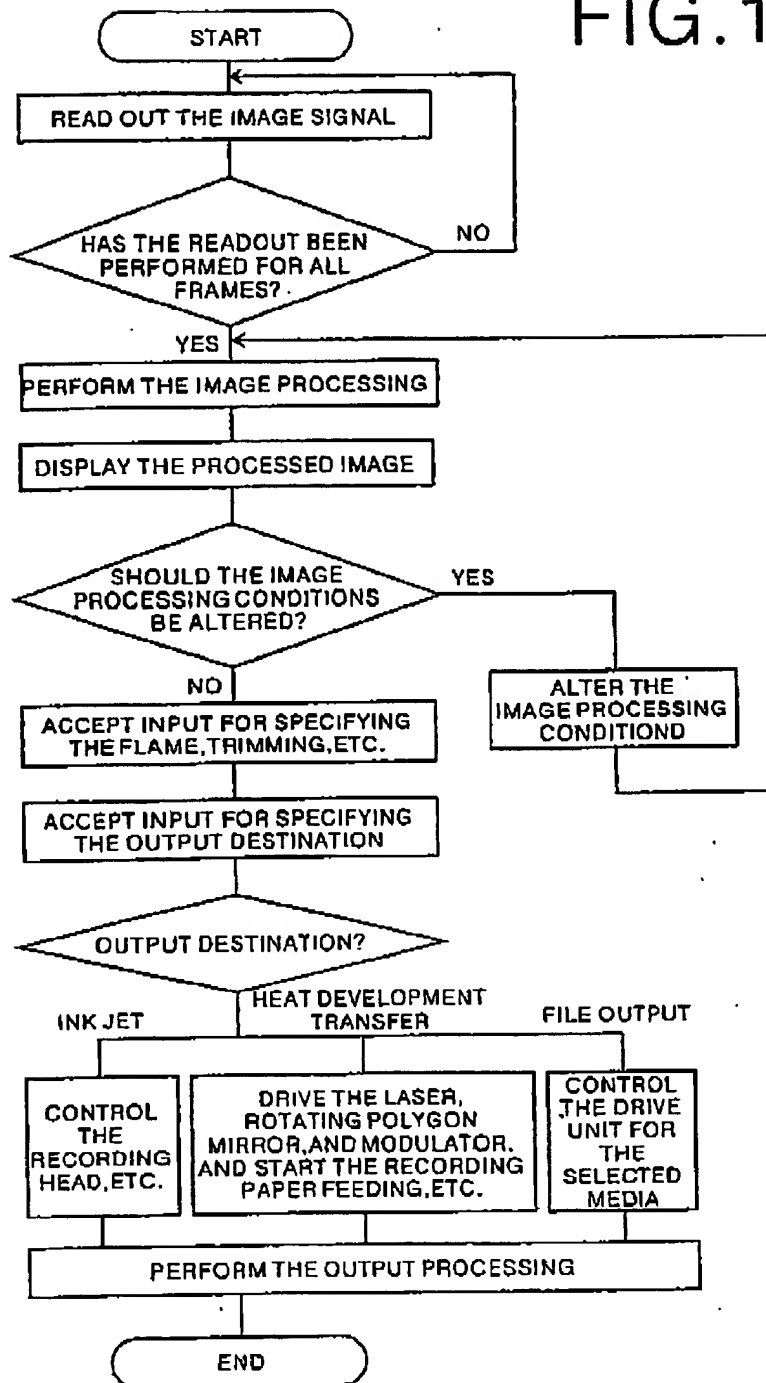 FIG.1
START
READ OUT THE IMAGE SIGNAL
HAS THE READOUT BEEN
PERFORMED FOR ALL
FRAMES?
NO
YES
PERFORM THE IMAGE PROCESSING
DISPLAY THE PROCESSED IMAGE
SHOULD THE IMAGE
PROCESSING CONDITIONS
BE ALTERED?
YES
NO
ALTER THE
IMAGE PROCESSING
CONDITIOND
ACCEPT INPUT FOR SPECIFYING
THE FLAME,TRIMMING,ETC.
ACCEPT INPUT FOR SPECIFYING
THE OUTPUT DESTINATION
OUTPUT DESTINATION?
INK JET
HEAT DEVELOPMENT
TRANSFER
FILE OUTPUT
CONTROL
THE
RECORDING
HEAD,ETC.
DRIVE THE LASER,
ROTATING POLYGON
MIRROR,AND MODULATOR.
AND START THE RECORDING
PAPER FEEDING,ETC.
CONTROL
THE DRIVE
UNIT FOR
THE
SELECTED
MEDIA
PERFORM THE OUTPUT PROCESSING
END